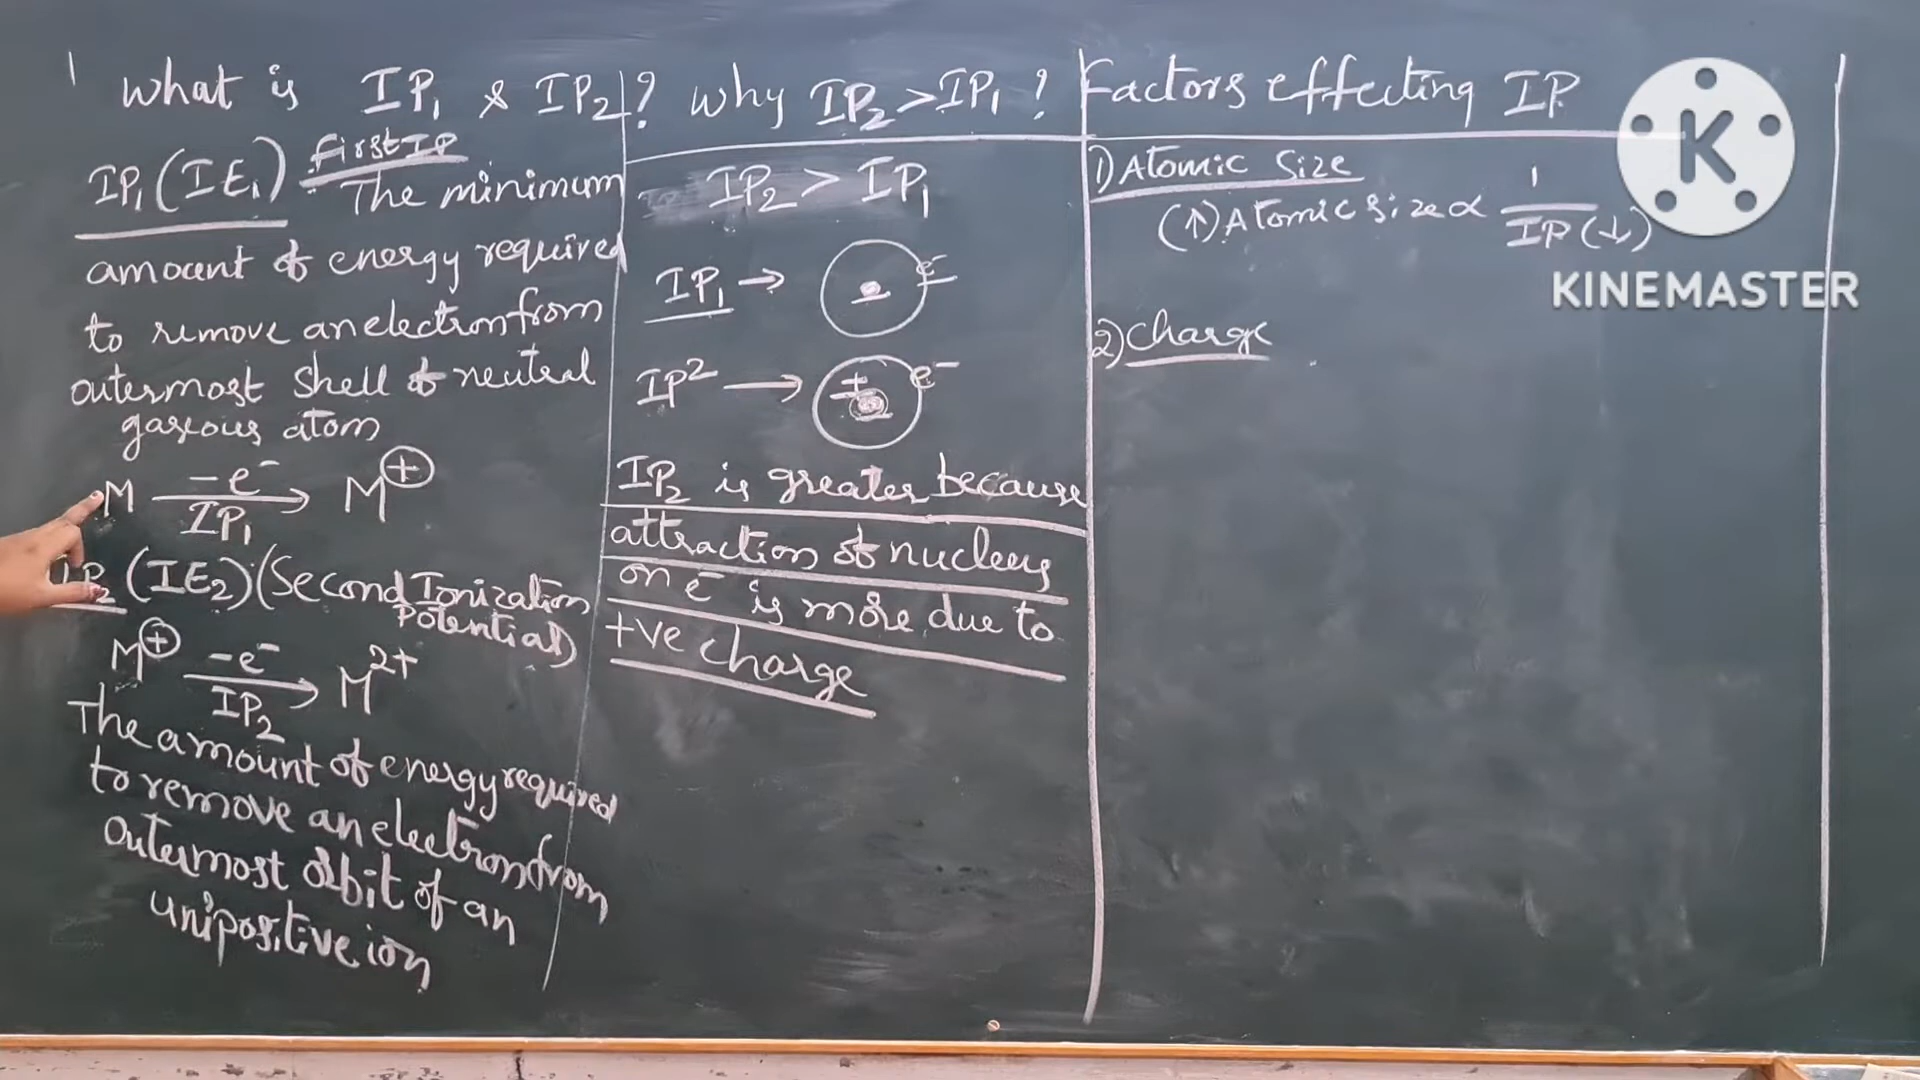 What is IP₁ & IP₂? Why IP₂ > IP₁?
IP₁ (IE₁) First IP
The minimum
amount of energy required
to remove an electron from
outermost shell of neutral
gaseous atom
M -e⁻ → M⊕
IP₁
IP₂ (IE₂) (Second Ionization
Potential)
M⊕ -e⁻ → M²⁺
IP₂
The amount of energy required
to remove an electron from
outermost orbit of an
unipositive ion
IP₂ > IP₁
IP₁ → e⁻
IP² → + e⁻
IP₂ is greater because
attraction of nucleus
on e⁻ is more due to
+ve charge
Factors effecting IP
1) Atomic Size
(↑) Atomic size ∝ 1/IP (↓)
2) Charge
K
KINEMASTER